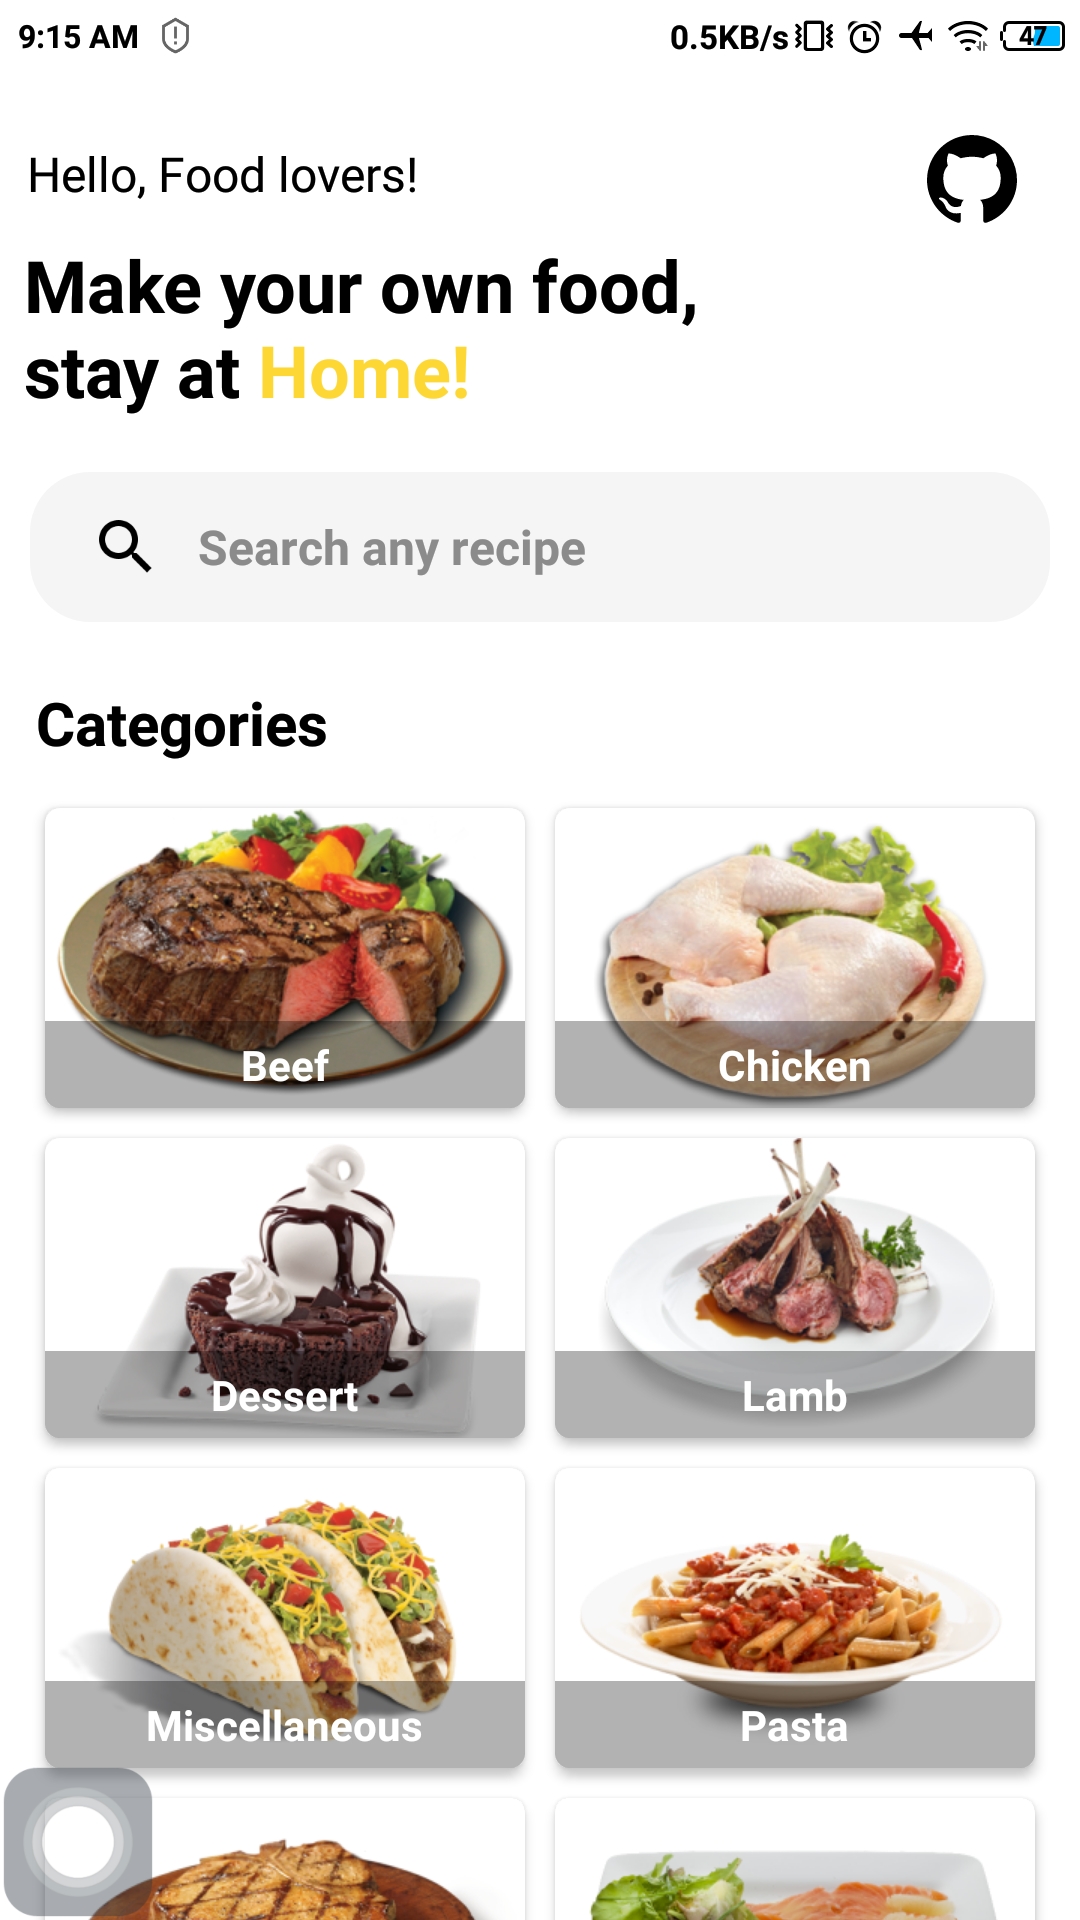 9:15 AM 0.5KB/s 47
Hello, Food lovers!
Make your own food,
stay at Home!
Search any recipe
Categories
Beef
Chicken
Dessert
Lamb
Miscellaneous
Pasta